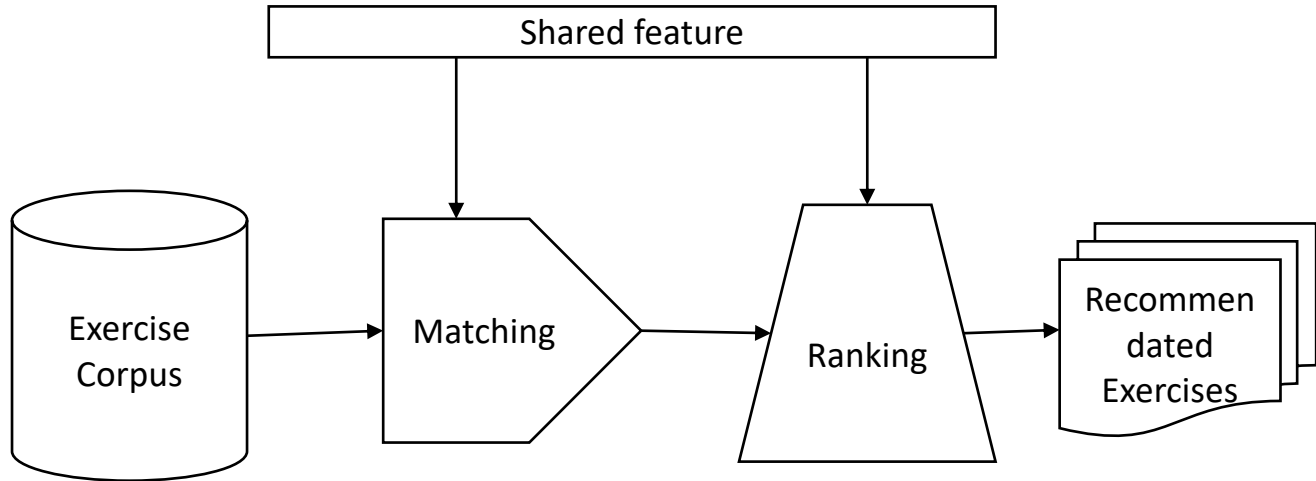 Shared feature
Exercise
Corpus
Matching
Ranking
Recommen
dated
Exercises